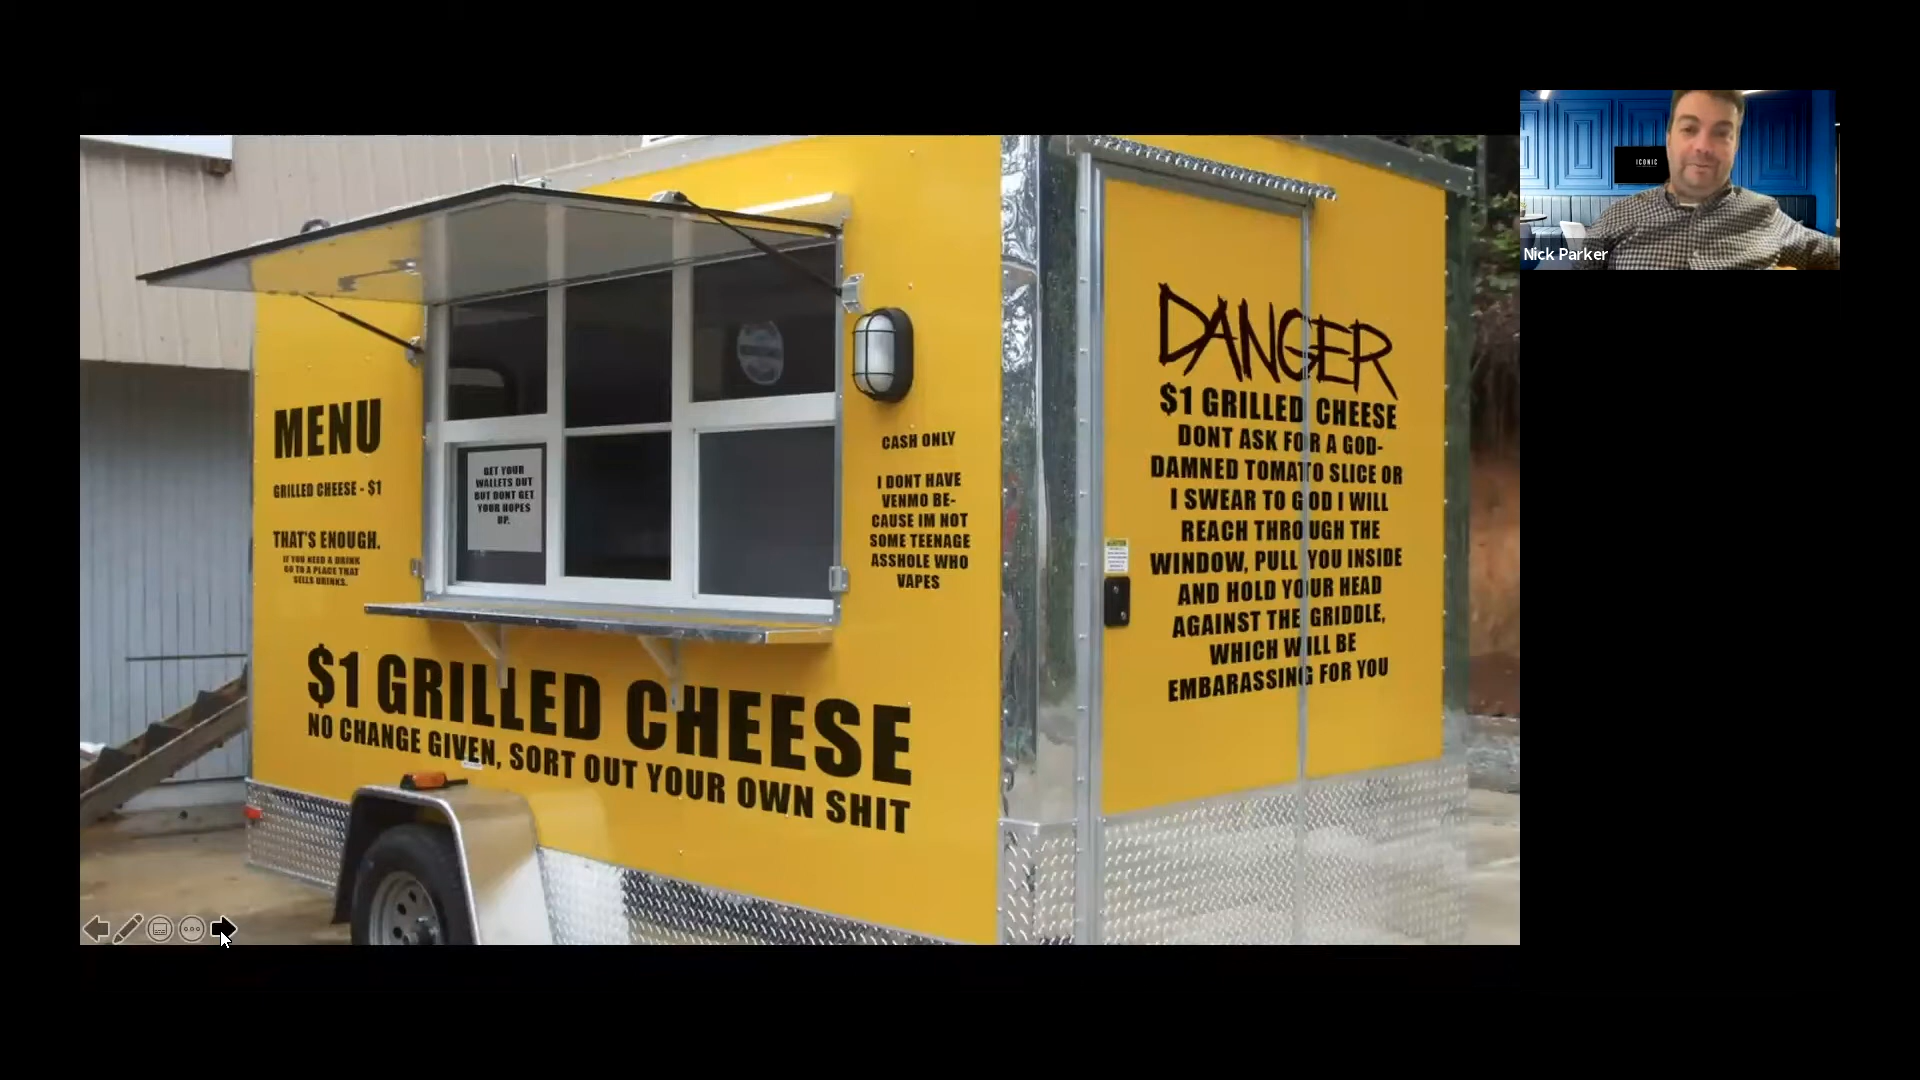 MENU
GRILLED CHEESE - $1
THAT'S ENOUGH.
IF YOU NEED A DRINK
GO TO A PLACE THAT
SELLS DRINKS.
GET YOUR
WALLETS OUT
BUT DONT GET
YOUR HOPES
UP.
CASH ONLY
I DONT HAVE
VENMO BE-
CAUSE IM NOT
SOME TEENAGE
ASSHOLE WHO
VAPES
$1 GRILLED CHEESE
NO CHANGE GIVEN, SORT OUT YOUR OWN SHIT
DANGER
$1 GRILLED CHEESE
DONT ASK FOR A GOD-
DAMNED TOMATO SLICE OR
I SWEAR TO GOD I WILL
REACH THROUGH THE
WINDOW, PULL YOU INSIDE
AND HOLD YOUR HEAD
AGAINST THE GRIDDLE,
WHICH WILL BE
EMBARASSING FOR YOU
ICONIC
Nick Parker